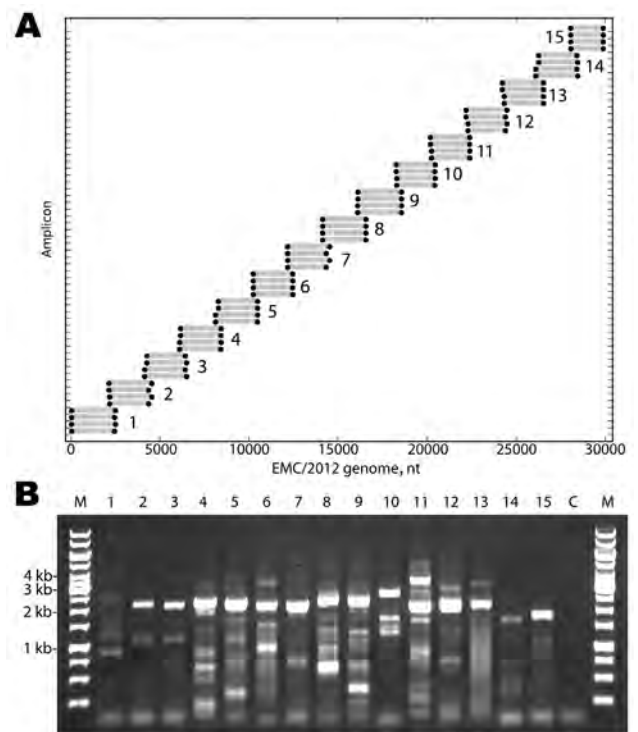 A
15
14
13
12
11
10
9
8
7
6
5
4
3
2
1
Amplicon
0 5000 10000 15000 20000 25000 30000
EMC/2012 genome, nt
B
M 1 2 3 4 5 6 7 8 9 10 11 12 13 14 15 C M
4 kb
3 kb
2 kb
1 kb